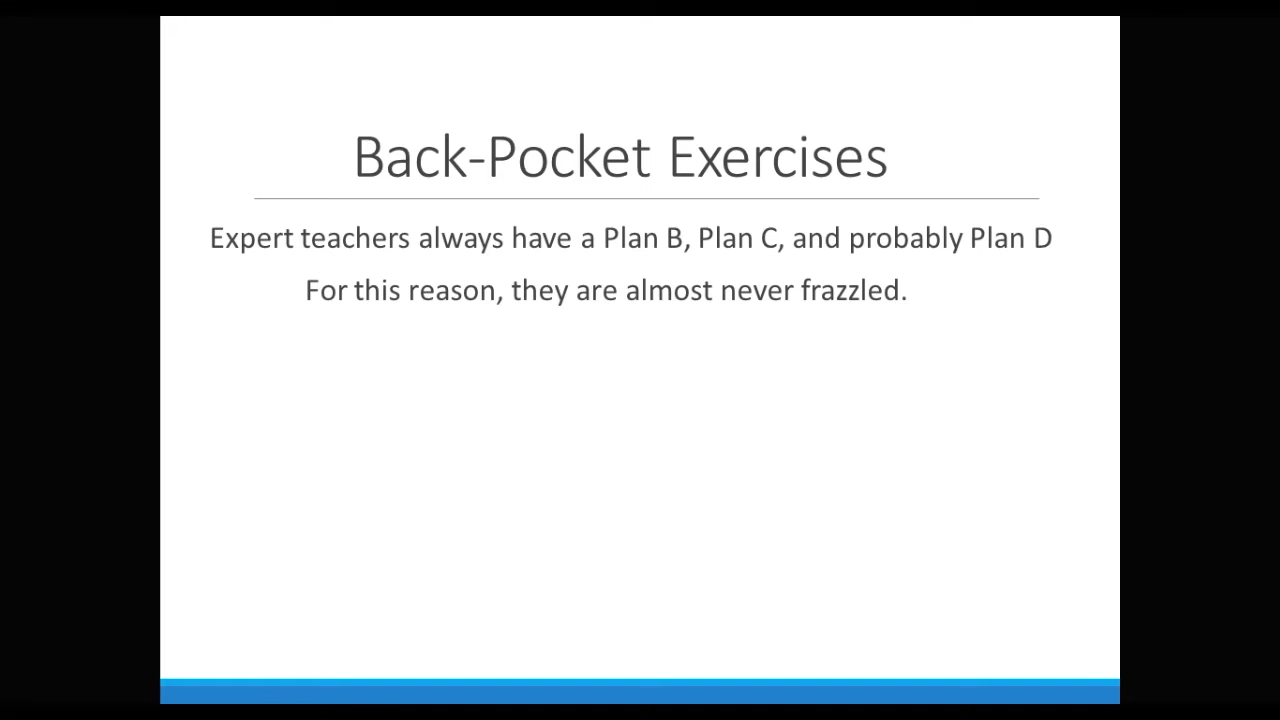 Back-Pocket Exercises
Expert teachers always have a Plan B, Plan C, and probably Plan D
For this reason, they are almost never frazzled.